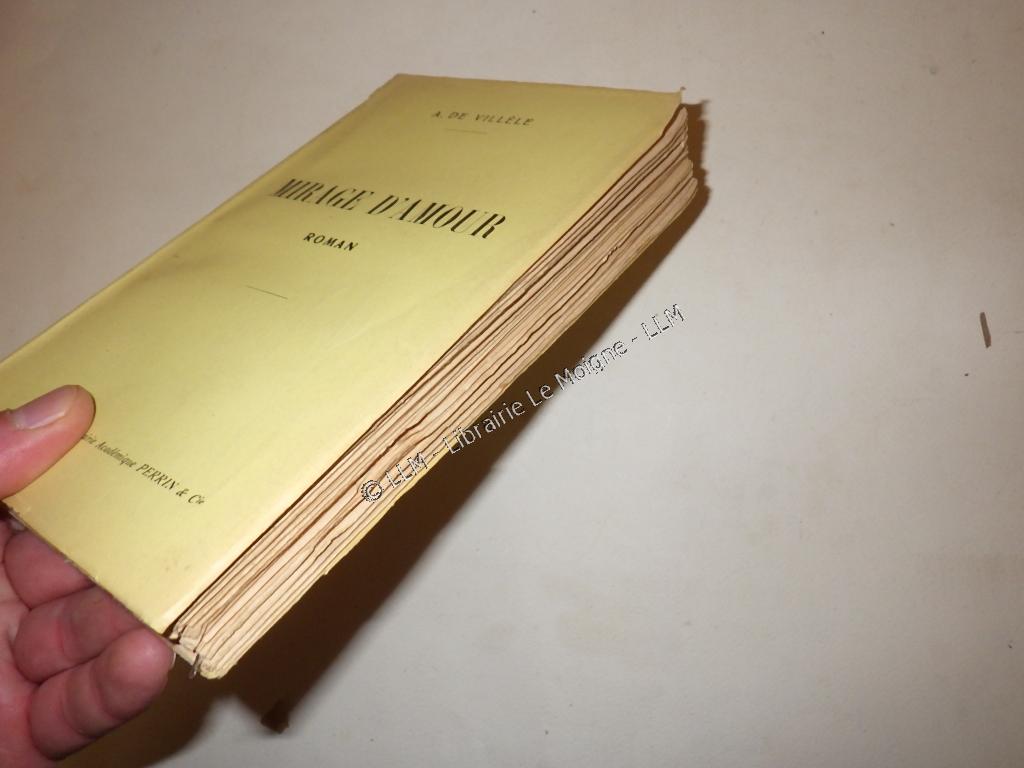 A. DE VILLÈLE
MIRAGE D'AMOUR
ROMAN
Académique PERRIN & Cie
© LLM - Librairie Le Moigne - LLM